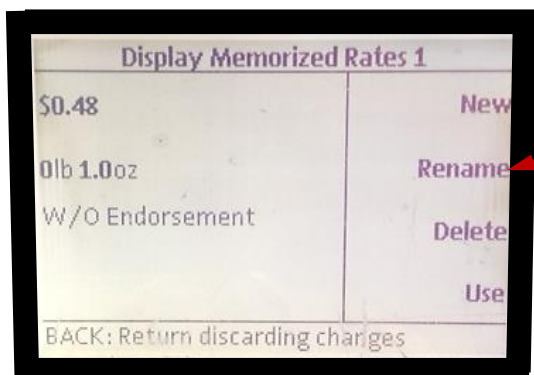 Display Memorized Rates 1
$0.48
New
0lb 1.0oz
Rename
W/O Endorsement
Delete
Use
BACK: Return discarding changes